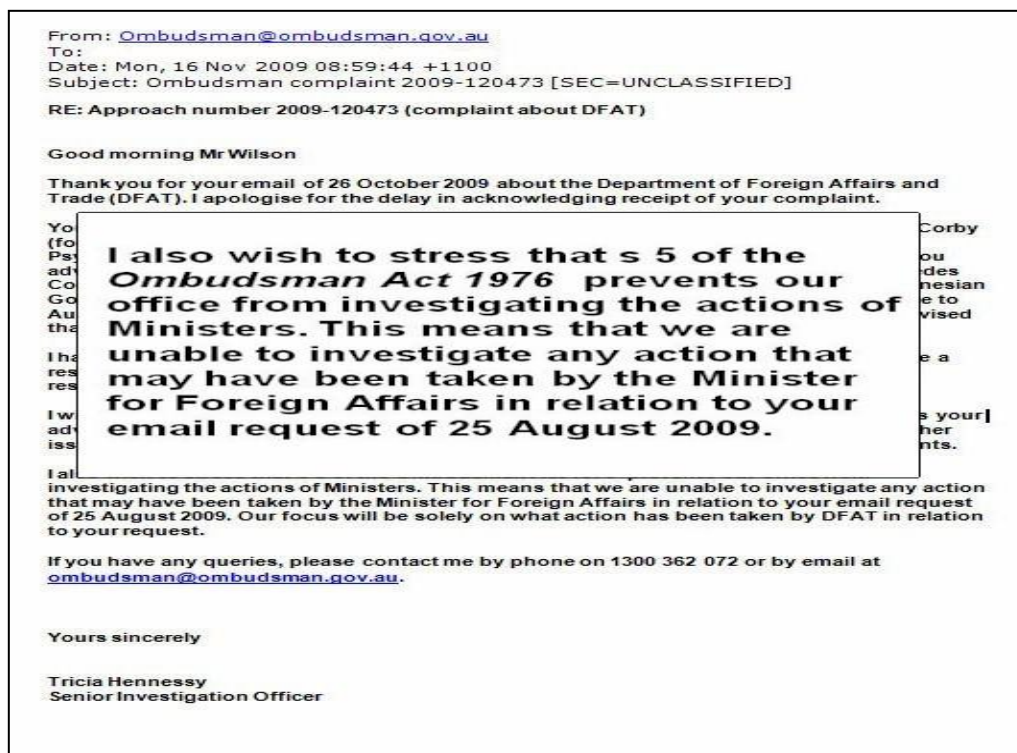 From: Ombudsman@ombudsman.gov.au
To:
Date: Mon, 16 Nov 2009 08:59:44 +1100
Subject: Ombudsman complaint 2009-120473 [SEC=UNCLASSIFIED]
RE: Approach number 2009-120473 (complaint about DFAT)
Good morning Mr Wilson
Thank you for your email of 26 October 2009 about the Department of Foreign Affairs and
Trade (DFAT). I apologise for the delay in acknowledging receipt of your complaint.
Corby
I also wish to stress that s 5 of the
Ombudsman Act 1976 prevents our
office from investigating the actions of
Ministers. This means that we are
unable to investigate any action that
may have been taken by the Minister
for Foreign Affairs in relation to your
email request of 25 August 2009.
investigating the actions of Ministers. This means that we are unable to investigate any action
that may have been taken by the Minister for Foreign Affairs in relation to your email request
of 25 August 2009. Our focus will be solely on what action has been taken by DFAT in relation
to your request.
If you have any queries, please contact me by phone on 1300 362 072 or by email at
ombudsman@ombudsman.gov.au.
Yours sincerely
Tricia Hennessy
Senior Investigation Officer